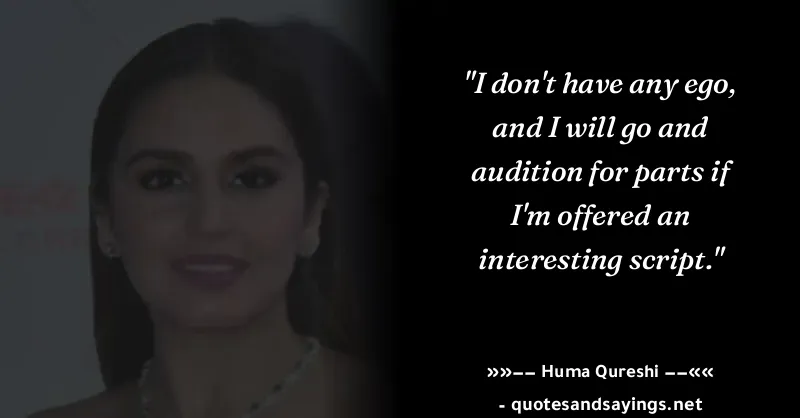 "I don't have any ego,
and I will go and
audition for parts if
I'm offered an
interesting script."
»»−− Huma Qureshi −−««
- quotesandsayings.net